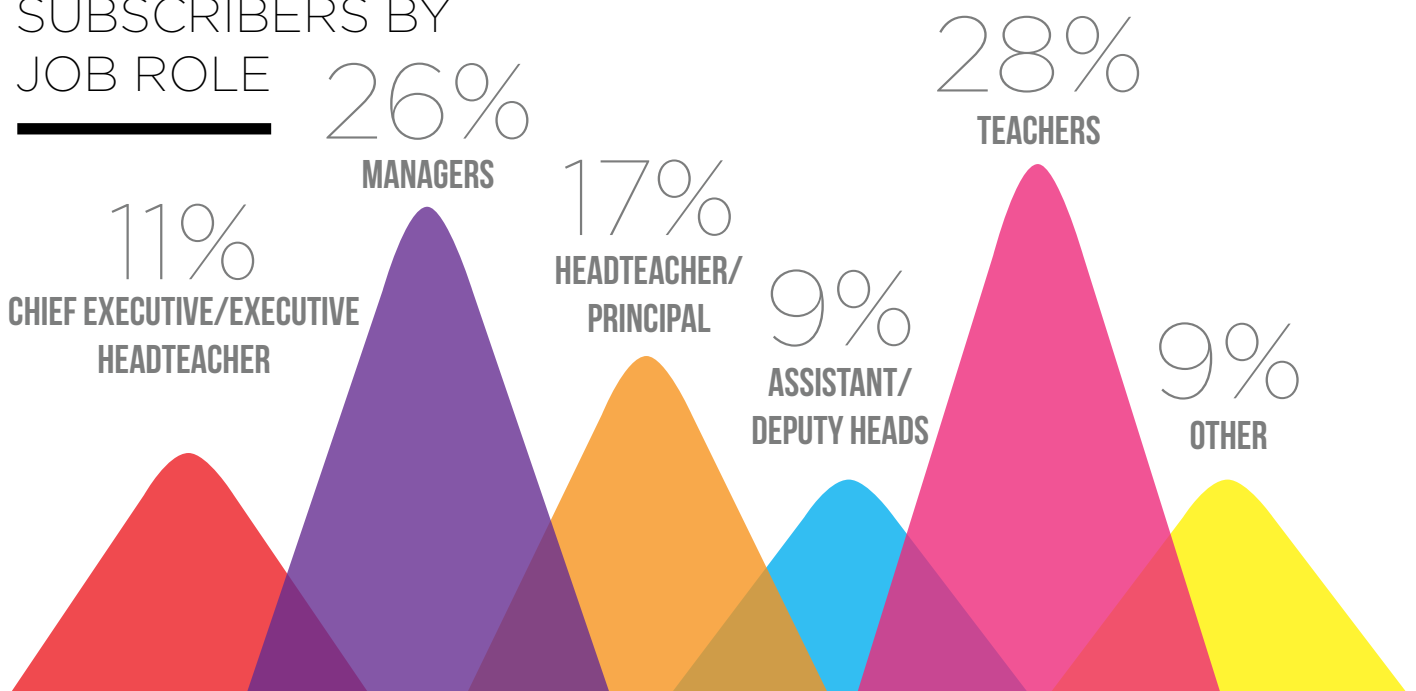 SUBSCRIBERS BY
JOB ROLE
11%
CHIEF EXECUTIVE/EXECUTIVE
HEADTEACHER
26%
MANAGERS
17%
HEADTEACHER/
PRINCIPAL
9%
ASSISTANT/
DEPUTY HEADS
28%
TEACHERS
9%
OTHER